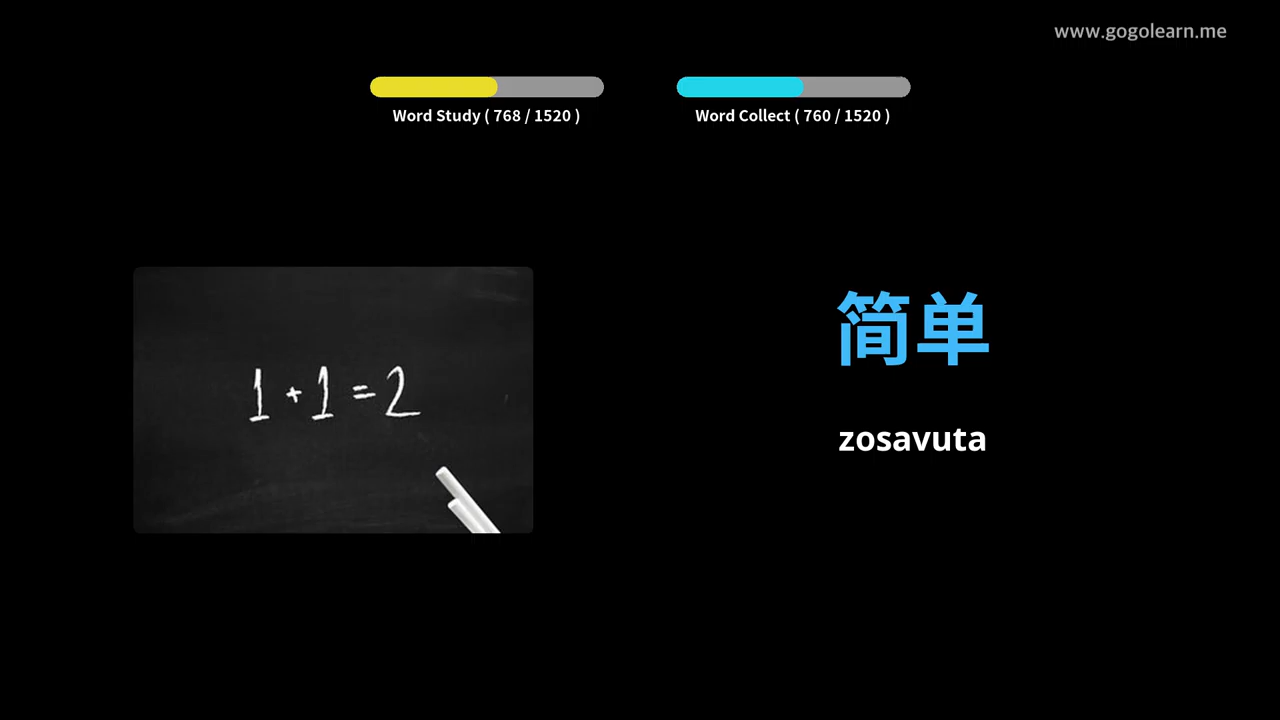 www.gogolearn.me
Word Study ( 768 / 1520 )
Word Collect ( 760 / 1520 )
1 + 1 = 2
简单
zosavuta